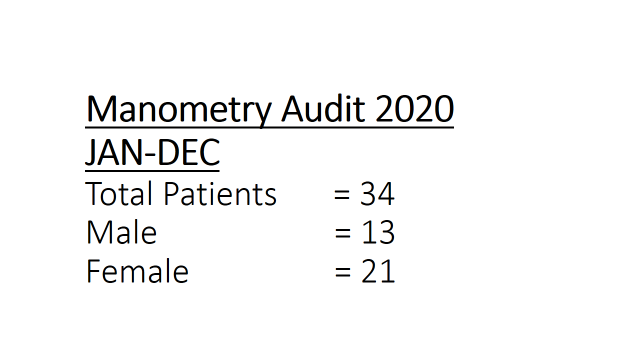 Manometry Audit 2020
JAN-DEC
Total Patients = 34
Male = 13
Female = 21